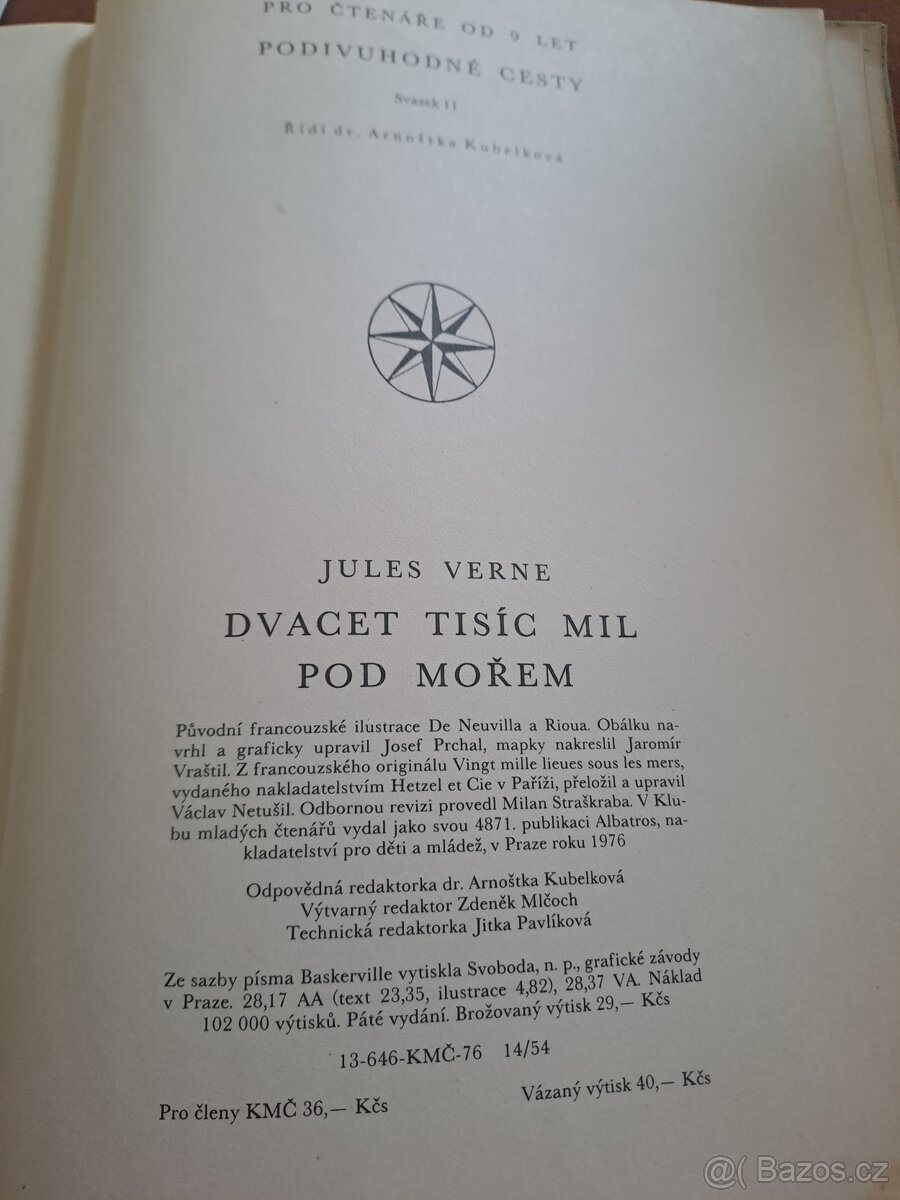 PRO ČTENÁŘE OD 9 LET
PODIVUHODNÉ CESTY
Svazek 11
Řídí dr. Arnoštka Kubelková
JULES VERNE
DVACET TISÍC MIL
POD MOŘEM
Původní francouzské ilustrace De Neuvilla a Rioua. Obálku na-
vrhl a graficky upravil Josef Prchal, mapky nakreslil Jaromír
Vraštil. Z francouzského originálu Vingt mille lieues sous les mers,
vydaného nakladatelstvím Hetzel et Cie v Paříži, přeložil a upravil
Václav Netušil. Odbornou revizi provedl Milan Straškraba. V Klu-
bu mladých čtenářů vydal jako svou 4871. publikaci Albatros, na-
kladatelství pro děti a mládež, v Praze roku 1976
Odpovědná redaktorka dr. Arnoštka Kubelková
Výtvarný redaktor Zdeněk Mlčoch
Technická redaktorka Jitka Pavlíková
Ze sazby písma Baskerville vytiskla Svoboda, n. p., grafické závody
v Praze. 28,17 AA (text 23,35, ilustrace 4,82), 28,37 VA. Náklad
102 000 výtisků. Páté vydání. Brožovaný výtisk 29,— Kčs
13-646-KMČ-76 14/54
Pro členy KMČ 36,— Kčs Vázaný výtisk 40,— Kčs
@( Bazos.cz